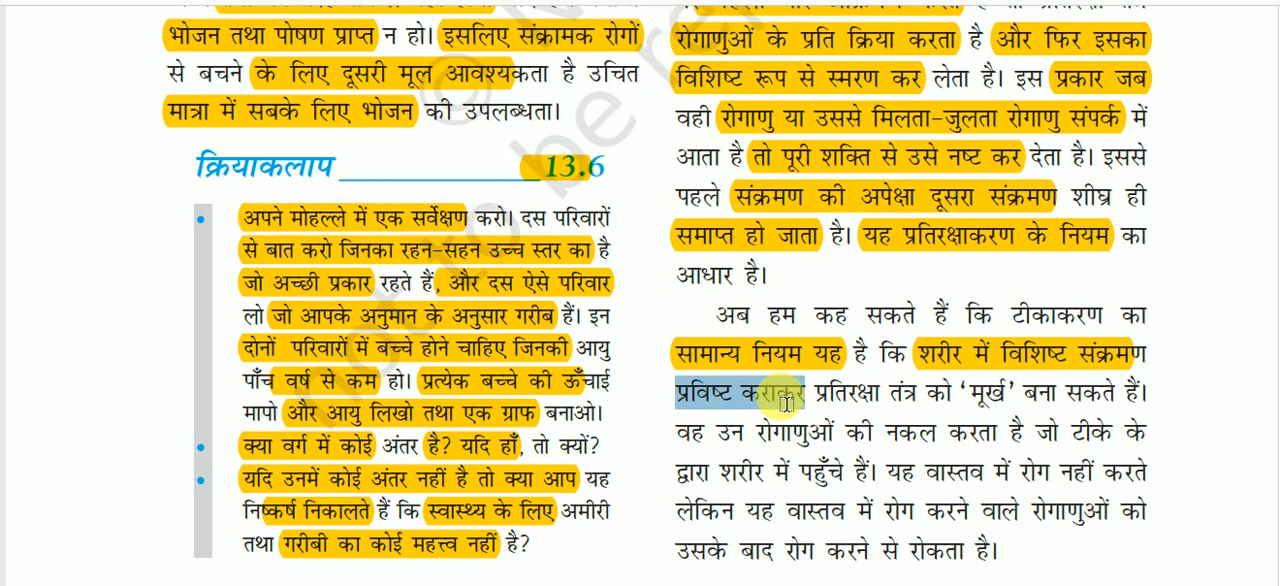 भोजन तथा पोषण प्राप्त न हो। इसलिए संक्रामक रोगों
से बचने के लिए दूसरी मूल आवश्यकता है उचित
मात्रा में सबके लिए भोजन की उपलब्धता।
क्रियाकलाप 13.6
• अपने मोहल्ले में एक सर्वेक्षण करो। दस परिवारों
से बात करो जिनका रहन-सहन उच्च स्तर का है
जो अच्छी प्रकार रहते हैं, और दस ऐसे परिवार
लो जो आपके अनुमान के अनुसार गरीब हैं। इन
दोनों परिवारों में बच्चे होने चाहिए जिनकी आयु
पाँच वर्ष से कम हो। प्रत्येक बच्चे की ऊँचाई
मापो और आयु लिखो तथा एक ग्राफ बनाओ।
• क्या वर्ग में कोई अंतर है? यदि हाँ, तो क्यों?
• यदि उनमें कोई अंतर नहीं है तो क्या आप यह
निष्कर्ष निकालते हैं कि स्वास्थ्य के लिए अमीरी
तथा गरीबी का कोई महत्त्व नहीं है?
रोगाणुओं के प्रति क्रिया करता है और फिर इसका
विशिष्ट रूप से स्मरण कर लेता है। इस प्रकार जब
वही रोगाणु या उससे मिलता-जुलता रोगाणु संपर्क में
आता है तो पूरी शक्ति से उसे नष्ट कर देता है। इससे
पहले संक्रमण की अपेक्षा दूसरा संक्रमण शीघ्र ही
समाप्त हो जाता है। यह प्रतिरक्षाकरण के नियम का
आधार है।
अब हम कह सकते हैं कि टीकाकरण का
सामान्य नियम यह है कि शरीर में विशिष्ट संक्रमण
प्रविष्ट कराकर प्रतिरक्षा तंत्र को ‘मूर्ख’ बना सकते हैं।
वह उन रोगाणुओं की नकल करता है जो टीके के
द्वारा शरीर में पहुँचे हैं। यह वास्तव में रोग नहीं करते
लेकिन यह वास्तव में रोग करने वाले रोगाणुओं को
उसके बाद रोग करने से रोकता है।
not to be re